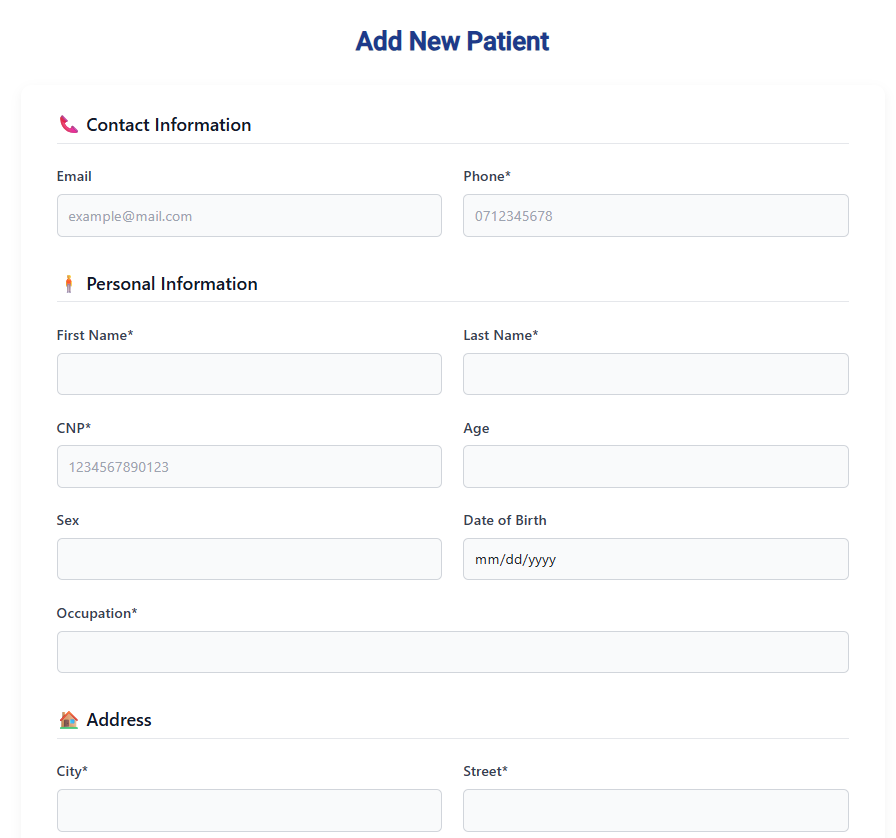 Add New Patient
Contact Information
Email Phone*
example@mail.com 0712345678
Personal Information
First Name* Last Name*
CNP* Age
1234567890123
Sex Date of Birth
mm/dd/yyyy
Occupation*
Address
City* Street*